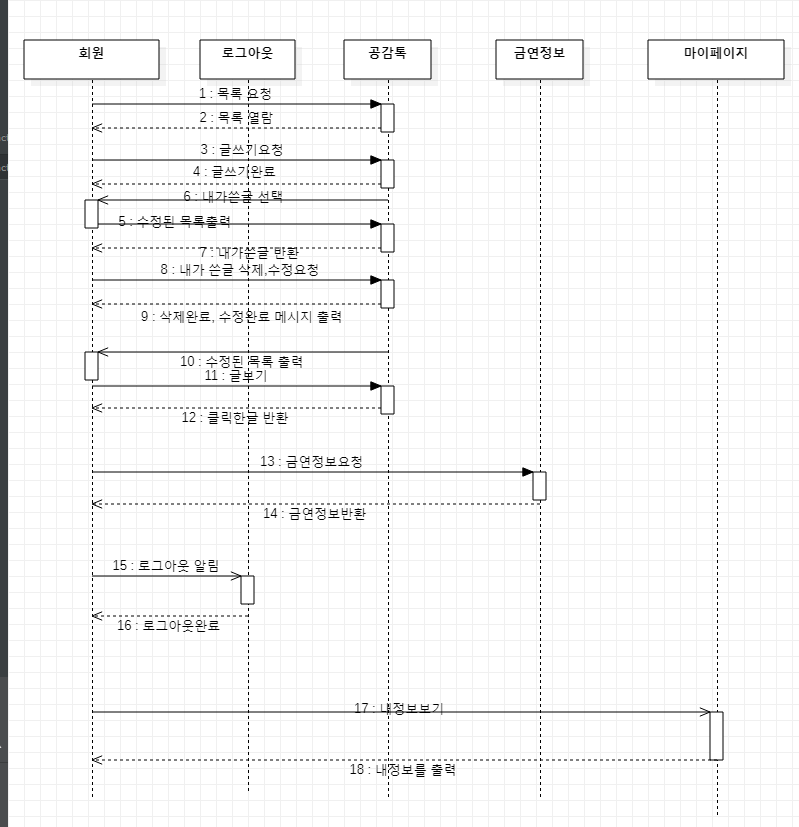 회원
로그아웃
공감톡
금연정보
마이페이지
1 : 목록 요청
2 : 목록 열람
3 : 글쓰기요청
4 : 글쓰기완료
6 : 내가쓴글 선택
5 : 수정된 목록출력
7 : 내가쓴글 반환
8 : 내가 쓴글 삭제,수정요청
9 : 삭제완료, 수정완료 메시지 출력
10 : 수정된 목록 출력
11 : 글보기
12 : 클릭한글 반환
13 : 금연정보요청
14 : 금연정보반환
15 : 로그아웃 알림
16 : 로그아웃완료
17 : 내정보보기
18 : 내정보를 출력